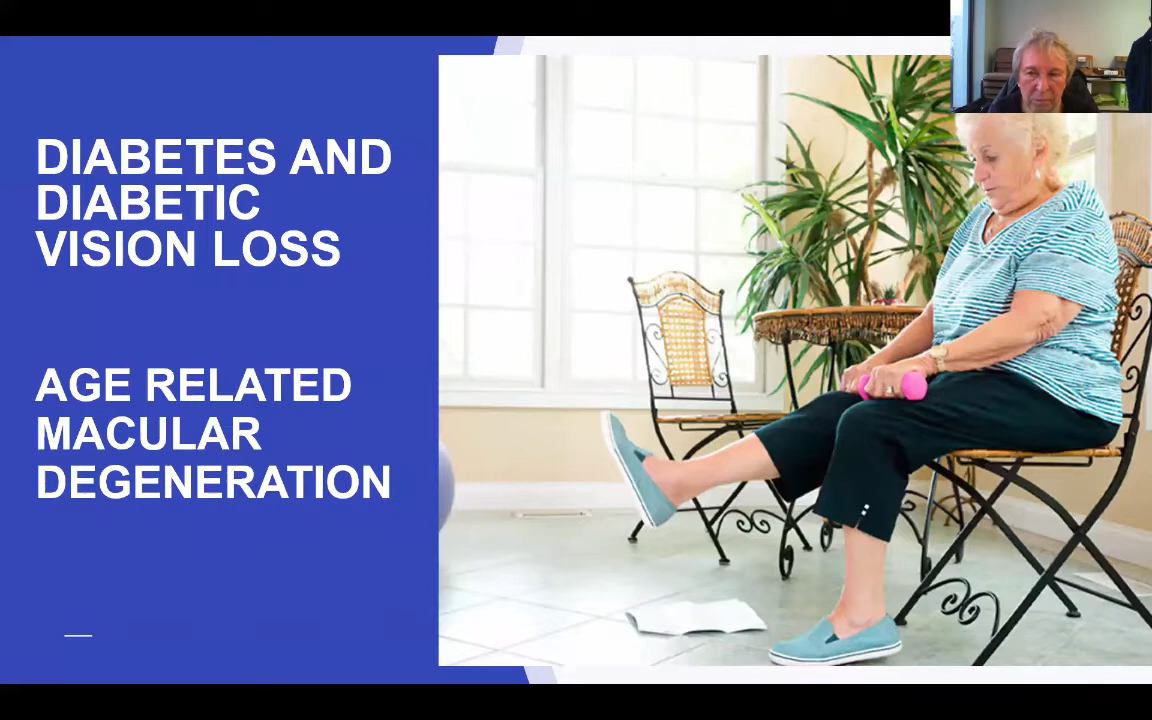 DIABETES AND
DIABETIC
VISION LOSS
AGE RELATED
MACULAR
DEGENERATION